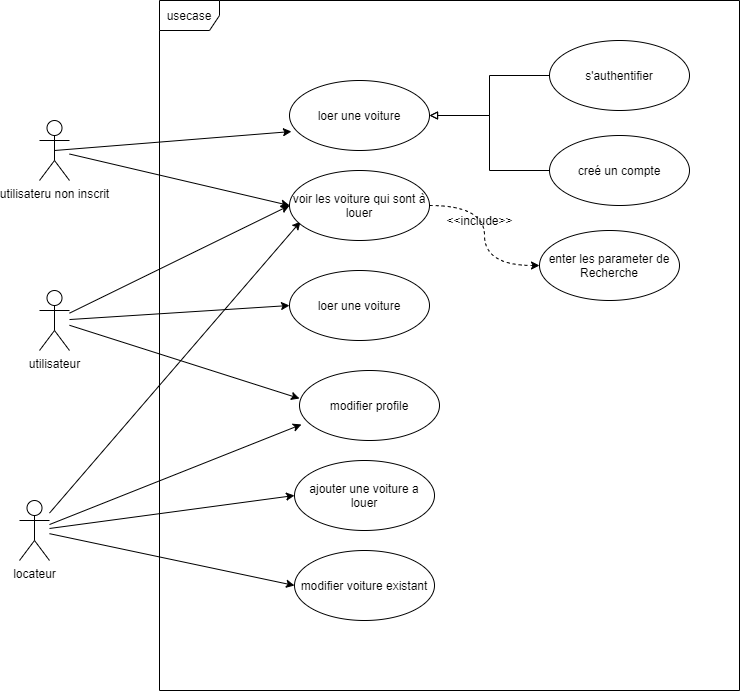 usecase
s'authentifier
loer une voiture
creé un compte
utilisateru non inscrit
voir les voiture qui sont à
louer
<<include>>
enter les parameter de
Recherche
loer une voiture
utilisateur
modifier profile
ajouter une voiture a
louer
locateur
modifier voiture existant